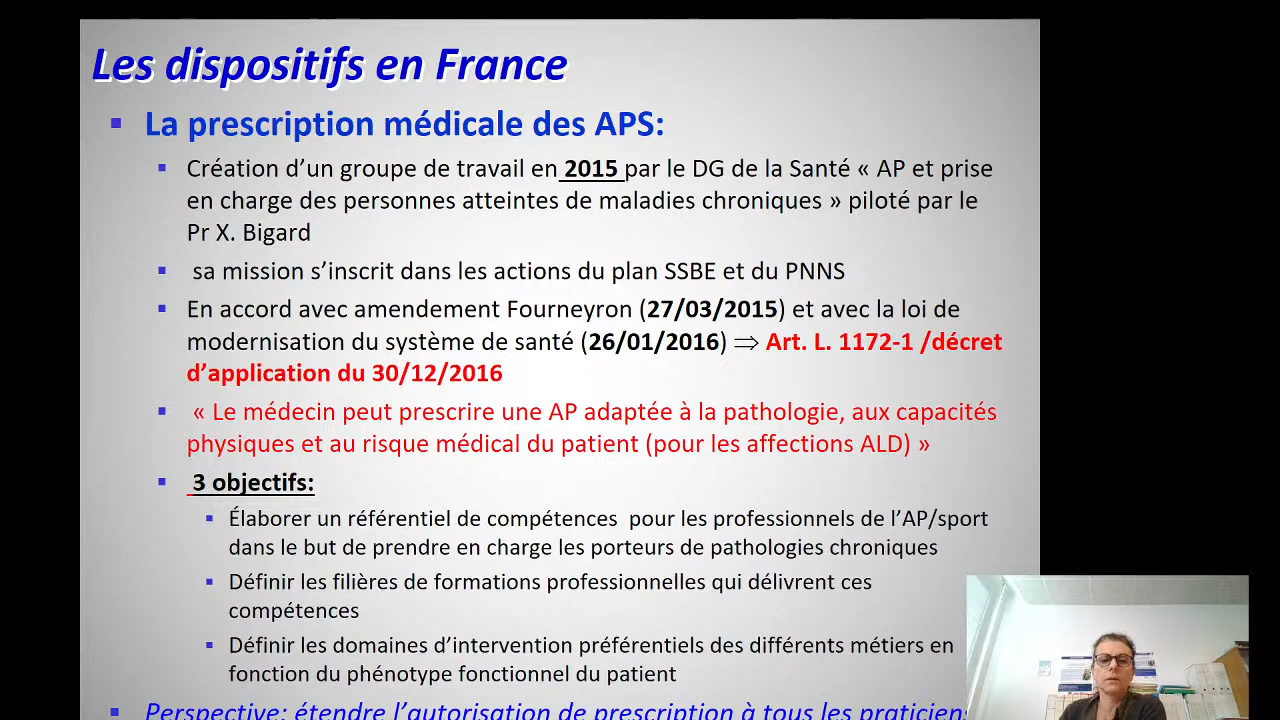 Les dispositifs en France
▪ La prescription médicale des APS:
▪ Création d’un groupe de travail en 2015 par le DG de la Santé « AP et prise
en charge des personnes atteintes de maladies chroniques » piloté par le
Pr X. Bigard
▪ sa mission s’inscrit dans les actions du plan SSBE et du PNNS
▪ En accord avec amendement Fourneyron (27/03/2015) et avec la loi de
modernisation du système de santé (26/01/2016) ⇒ Art. L. 1172-1 /décret
d’application du 30/12/2016
▪ « Le médecin peut prescrire une AP adaptée à la pathologie, aux capacités
physiques et au risque médical du patient (pour les affections ALD) »
▪ 3 objectifs:
▪ Élaborer un référentiel de compétences pour les professionnels de l’AP/sport
dans le but de prendre en charge les porteurs de pathologies chroniques
▪ Définir les filières de formations professionnelles qui délivrent ces
compétences
▪ Définir les domaines d’intervention préférentiels des différents métiers en
fonction du phénotype fonctionnel du patient
▪ Perspective: étendre l’autorisation de prescription à tous les praticiens